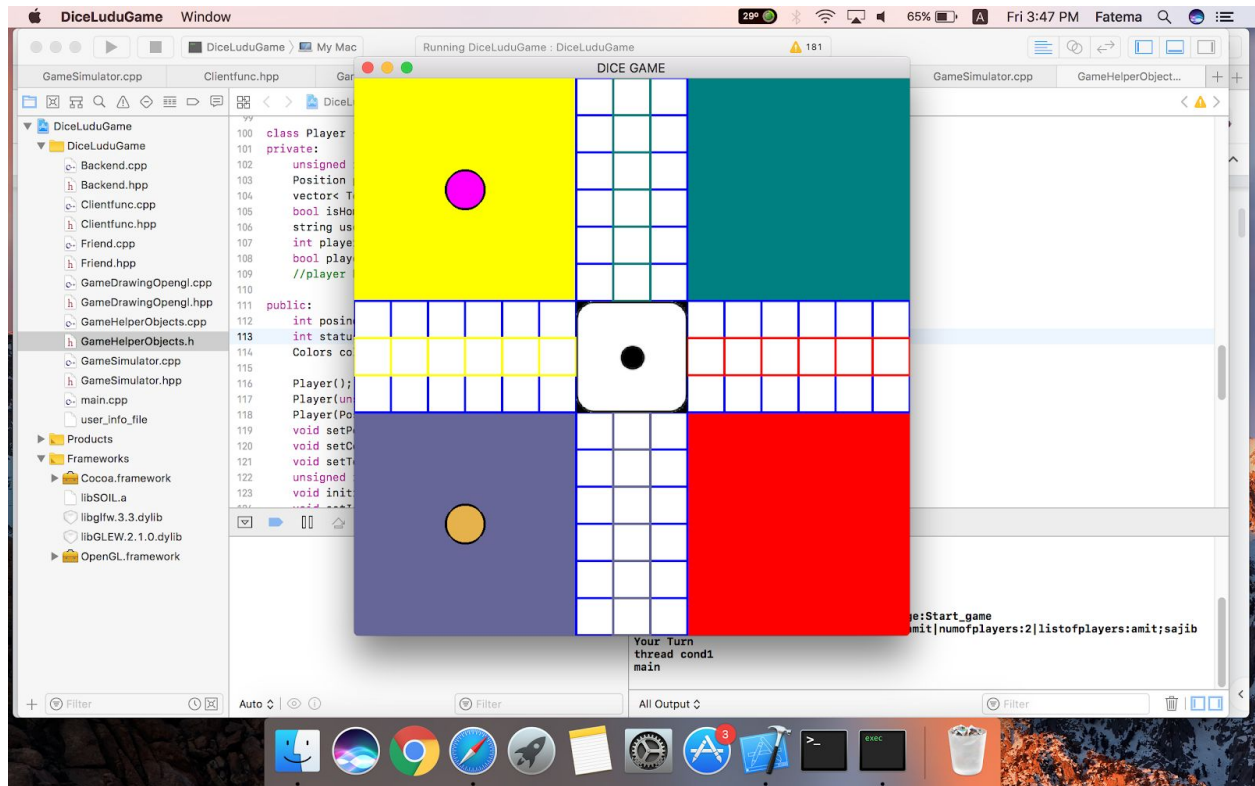 DiceLuduGame Window 29° 65% A Fri 3:47 PM Fatema
DiceLuduGame 〉 My Mac Running DiceLuduGame : DiceLuduGame 181
GameSimulator.cpp Clientfunc.hpp Gar DICE GAME GameSimulator.cpp GameHelperObject...
DiceL
DiceLuduGame
DiceLuduGame
Backend.cpp
Backend.hpp
Clientfunc.cpp
Clientfunc.hpp
Friend.cpp
Friend.hpp
GameDrawingOpengl.cpp
GameDrawingOpengl.hpp
GameHelperObjects.cpp
GameHelperObjects.h
GameSimulator.cpp
GameSimulator.hpp
main.cpp
user_info_file
Products
Frameworks
Cocoa.framework
libSOIL.a
libglfw.3.3.dylib
libGLEW.2.1.0.dylib
OpenGL.framework
99
100 class Player
101 private:
102 unsigned
103 Position
104 vector< T
105 bool isHo
106 string us
107 int playe
108 bool play
109 //player
110
111 public:
112 int posin
113 int statu
114 Colors co
115
116 Player();
117 Player(un
118 Player(Po
119 void setP
120 void setC
121 void setT
122 unsigned
123 void init
ge:Start_game
amit|numofplayers:2|listofplayers:amit;sajib
Your Turn
thread cond1
main
Filter Auto Filter All Output Filter
3
exec